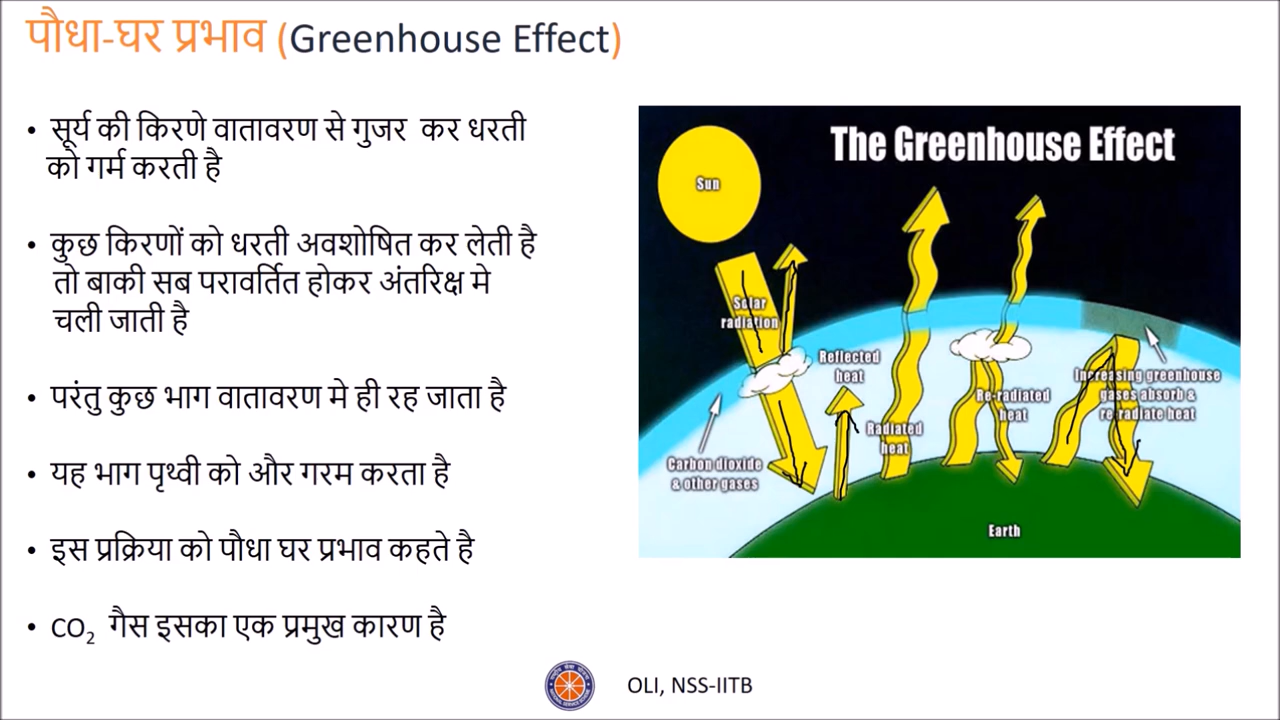 पौधा-घर प्रभाव (Greenhouse Effect)
• सूर्य की किरणे वातावरण से गुजर कर धरती
को गर्म करती है
• कुछ किरणों को धरती अवशोषित कर लेती है
तो बाकी सब परावर्तित होकर अंतरिक्ष मे
चली जाती है
• परंतु कुछ भाग वातावरण मे ही रह जाता है
• यह भाग पृथ्वी को और गरम करता है
• इस प्रक्रिया को पौधा घर प्रभाव कहते है
• CO₂ गैस इसका एक प्रमुख कारण है
The Greenhouse Effect
Sun
Solar
radiation
Reflected
heat
Radiated
heat
Re-radiated
heat
Increasing greenhouse
gases absorb &
re radiate heat
Carbon dioxide
& other gases
Earth
OLI, NSS-IITB